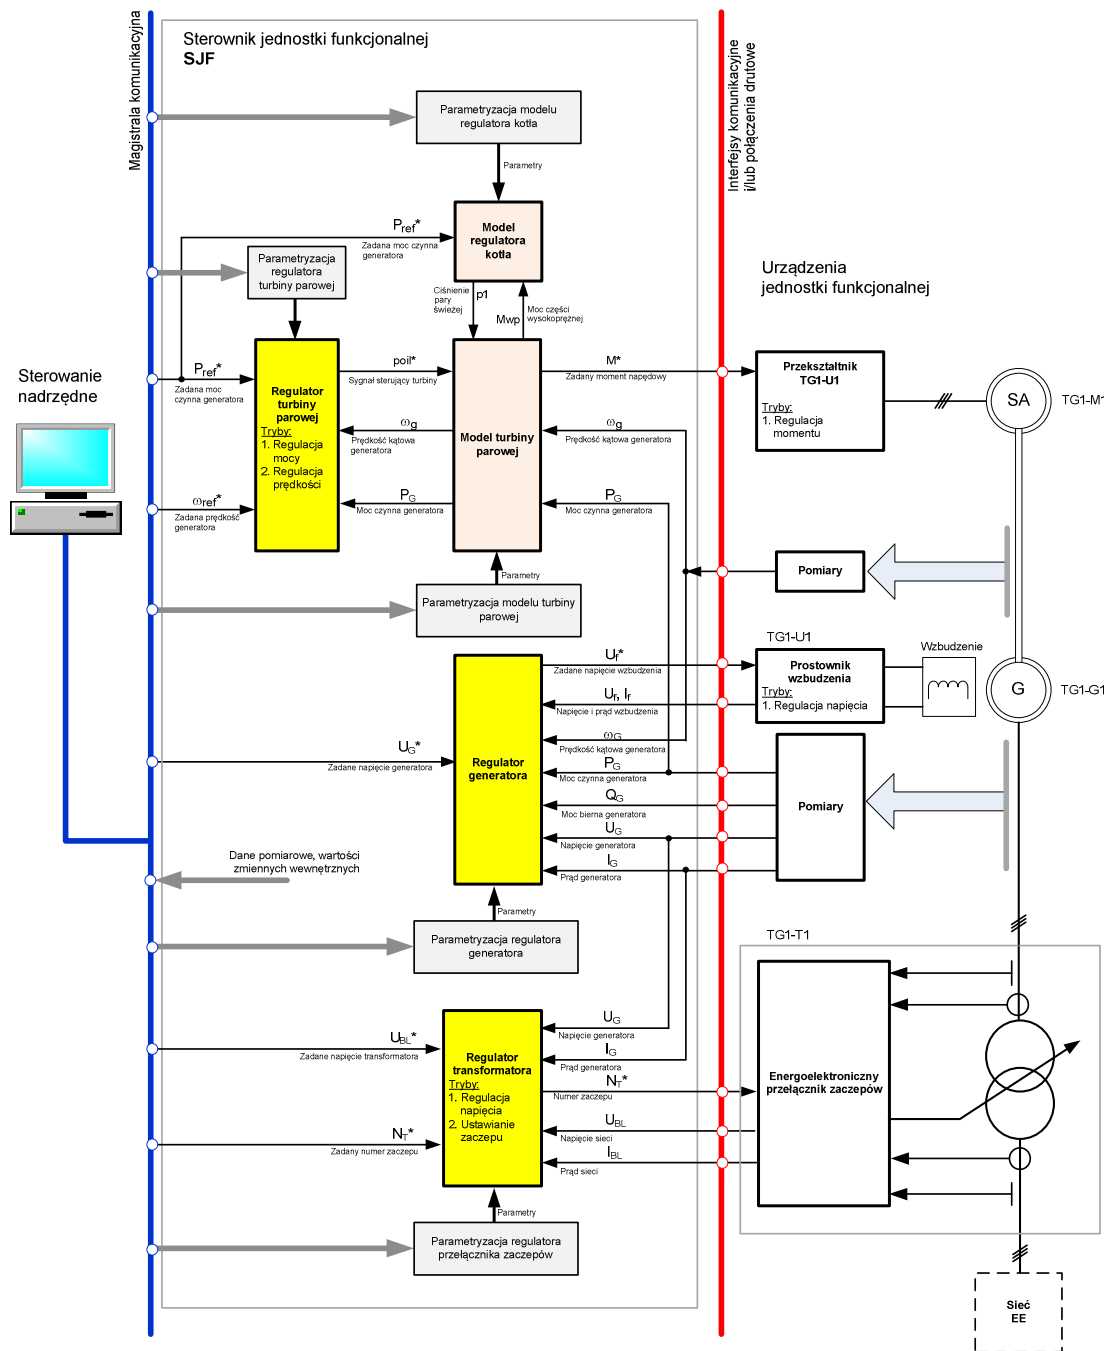 Magistrala komunikacyjna
Sterownik jednostki funkcjonalnej
SJF
Interfejsy komunikacyjne
i/lub połączenia drutowe
Parametryzacja modelu
regulatora kotła
Parametry
Pref*
Zadana moc czynna
generatora
Model
regulatora
kotła
Parametryzacja
regulatora
turbiny parowej
Urządzenia
jednostki funkcjonalnej
Ciśnienie
pary
świeżej
p1
Mwp
Moc części
wysokoprężnej
Sterowanie
nadrzędne
Pref*
Zadana moc
czynna generatora
Regulator
turbiny
parowej
Tryby:
1. Regulacja
mocy
2. Regulacja
prędkości
poil*
Sygnał sterujący turbiny
ωg
Prędkość kątowa
generatora
PG
Moc czynna generatora
Model turbiny
parowej
M*
Zadany moment napędowy
ωg
Prędkość kątowa generatora
PG
Moc czynna generatora
Przekształtnik
TG1-U1
Tryby:
1. Regulacja
momentu
SA
TG1-M1
ωref*
Zadana prędkość
generatora
Parametry
Parametryzacja modelu turbiny
parowej
Pomiary
TG1-U1
Uf*
Zadane napięcie wzbudzenia
Prostownik
wzbudzenia
Tryby:
1. Regulacja napięcia
Wzbudzenie
G
TG1-G1
Uf, If
Napięcie i prąd wzbudzenia
ωG
Prędkość kątowa generatora
UG*
Zadane napięcie generatora
Regulator
generatora
PG
Moc czynna generatora
QG
Moc bierna generatora
UG
Napięcie generatora
IG
Prąd generatora
Pomiary
Dane pomiarowe, wartości
zmiennych wewnętrznych
Parametry
Parametryzacja regulatora
generatora
TG1-T1
UBL*
Zadane napięcie transformatora
Regulator
transformatora
Tryby:
1. Regulacja
napięcia
2. Ustawianie
zaczepu
UG
Napięcie generatora
IG
Prąd generatora
NT*
Numer zaczepu
UBL
Napięcie sieci
IBL
Prąd sieci
Energoelektroniczny
przełącznik zaczepów
NT*
Zadany numer zaczepu
Parametry
Parametryzacja regulatora
przełącznika zaczepów
Sieć
EE